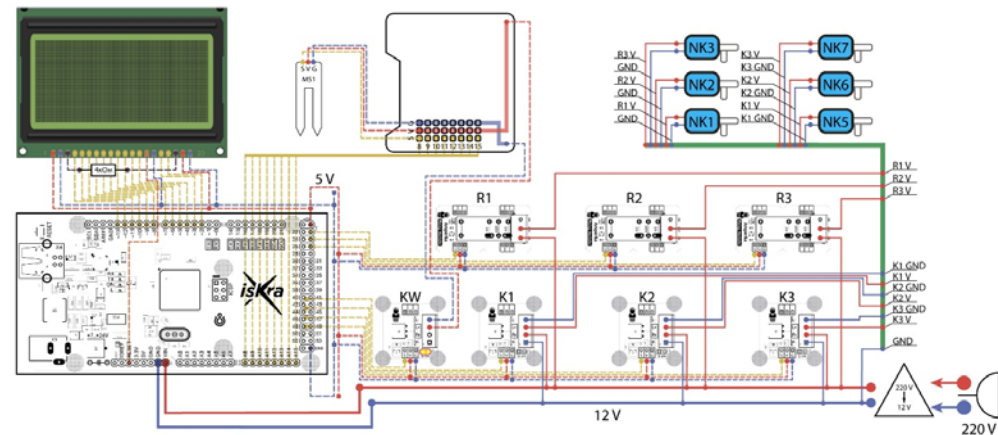 S V G
MS1
8 9 10 11 12 13 14 15
4кОм
5 V
RESET
iskra
R1
R2
R3
KW
K1
K2
K3
NK3
NK7
NK2
NK6
NK1
NK5
R3 V
GND
R2 V
GND
R1 V
GND
K3 V
K3 GND
K2 V
K2 GND
K1 V
K1 GND
R1 V
R2 V
R3 V
K1 GND
K1 V
K2 GND
K2 V
K3 GND
K3 V
GND
12 V
220 V
12 V
220 V